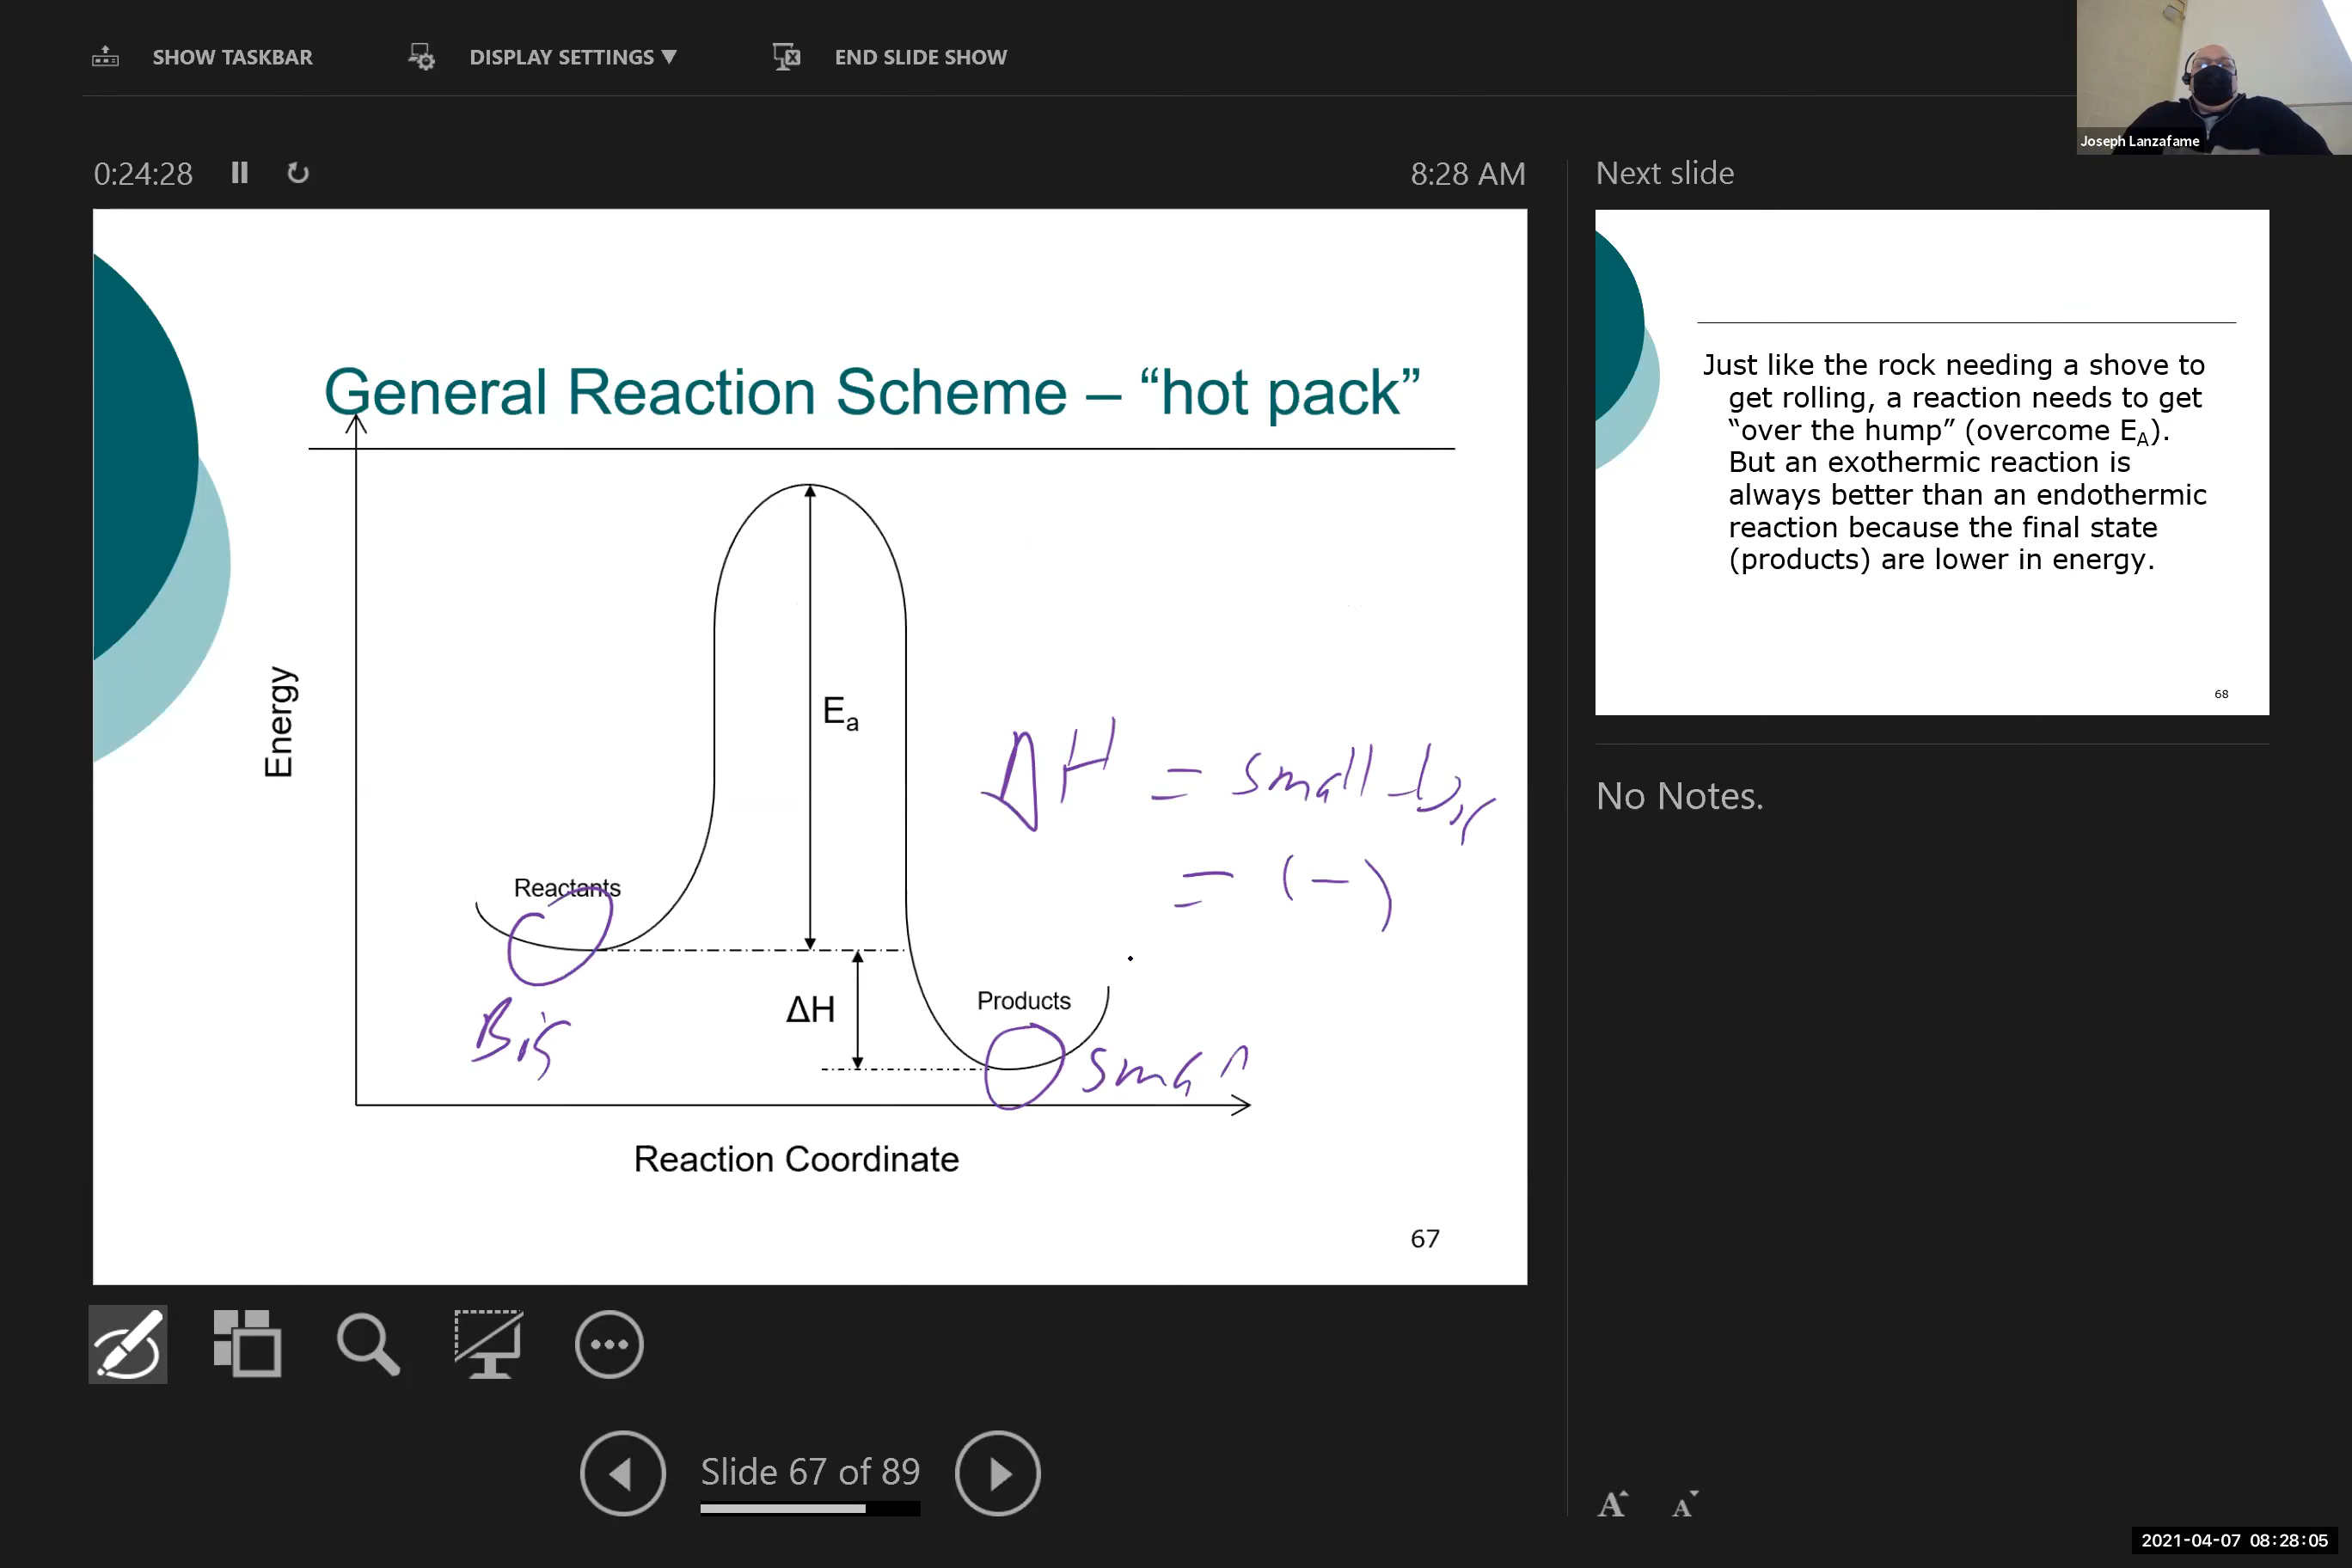 SHOW TASKBAR
DISPLAY SETTINGS ▼
END SLIDE SHOW
Joseph Lanzafame
0:24:28
8:28 AM
Next slide
General Reaction Scheme – “hot pack”
Energy
Ea
ΔH = small - big
= (-)
Reactants
Big
ΔH
Products
small
Reaction Coordinate
67
Just like the rock needing a shove to
get rolling, a reaction needs to get
“over the hump” (overcome EA).
But an exothermic reaction is
always better than an endothermic
reaction because the final state
(products) are lower in energy.
68
No Notes.
Slide 67 of 89
A A
2021-04-07 08:28:05